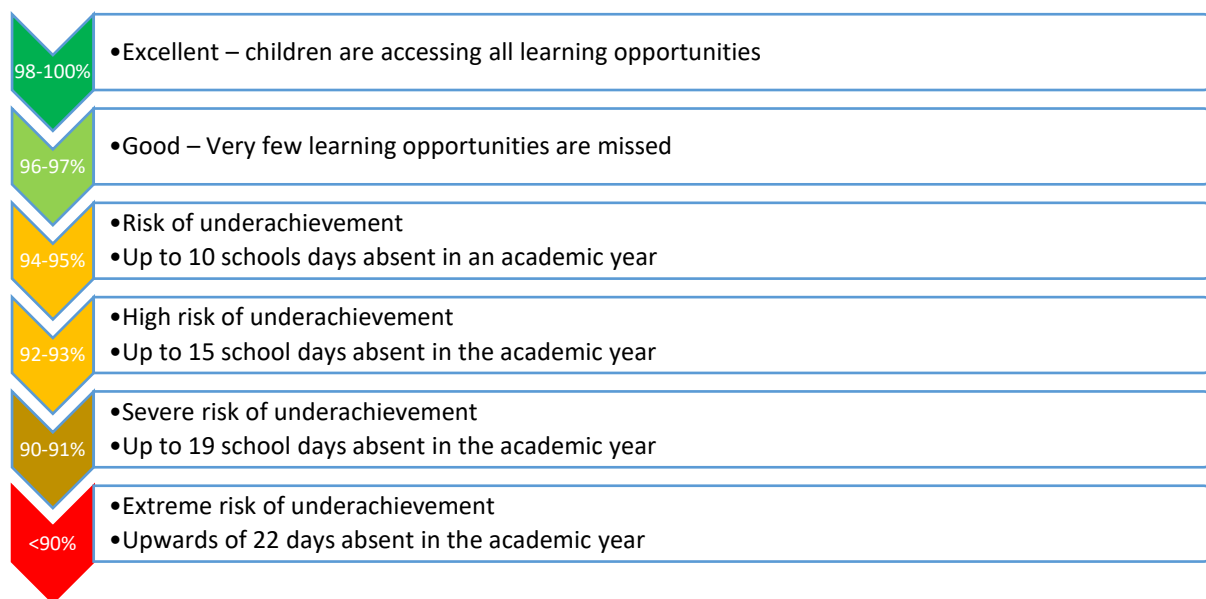 98-100%
•Excellent – children are accessing all learning opportunities
96-97%
•Good – Very few learning opportunities are missed
94-95%
•Risk of underachievement
•Up to 10 schools days absent in an academic year
92-93%
•High risk of underachievement
•Up to 15 school days absent in the academic year
90-91%
•Severe risk of underachievement
•Up to 19 school days absent in the academic year
<90%
•Extreme risk of underachievement
•Upwards of 22 days absent in the academic year